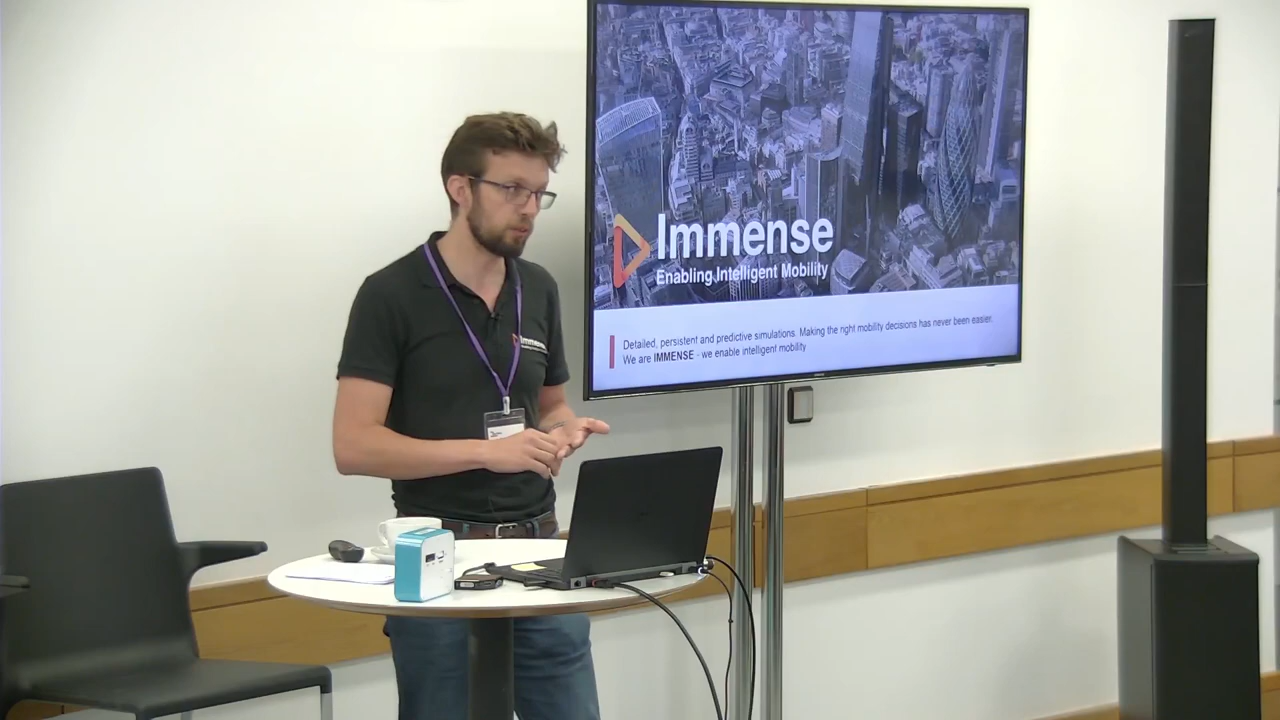 Immense
Enabling Intelligent Mobility
Detailed, persistent and predictive simulations. Making the right mobility decisions has never been easier.
We are IMMENSE - we enable intelligent mobility
Immense